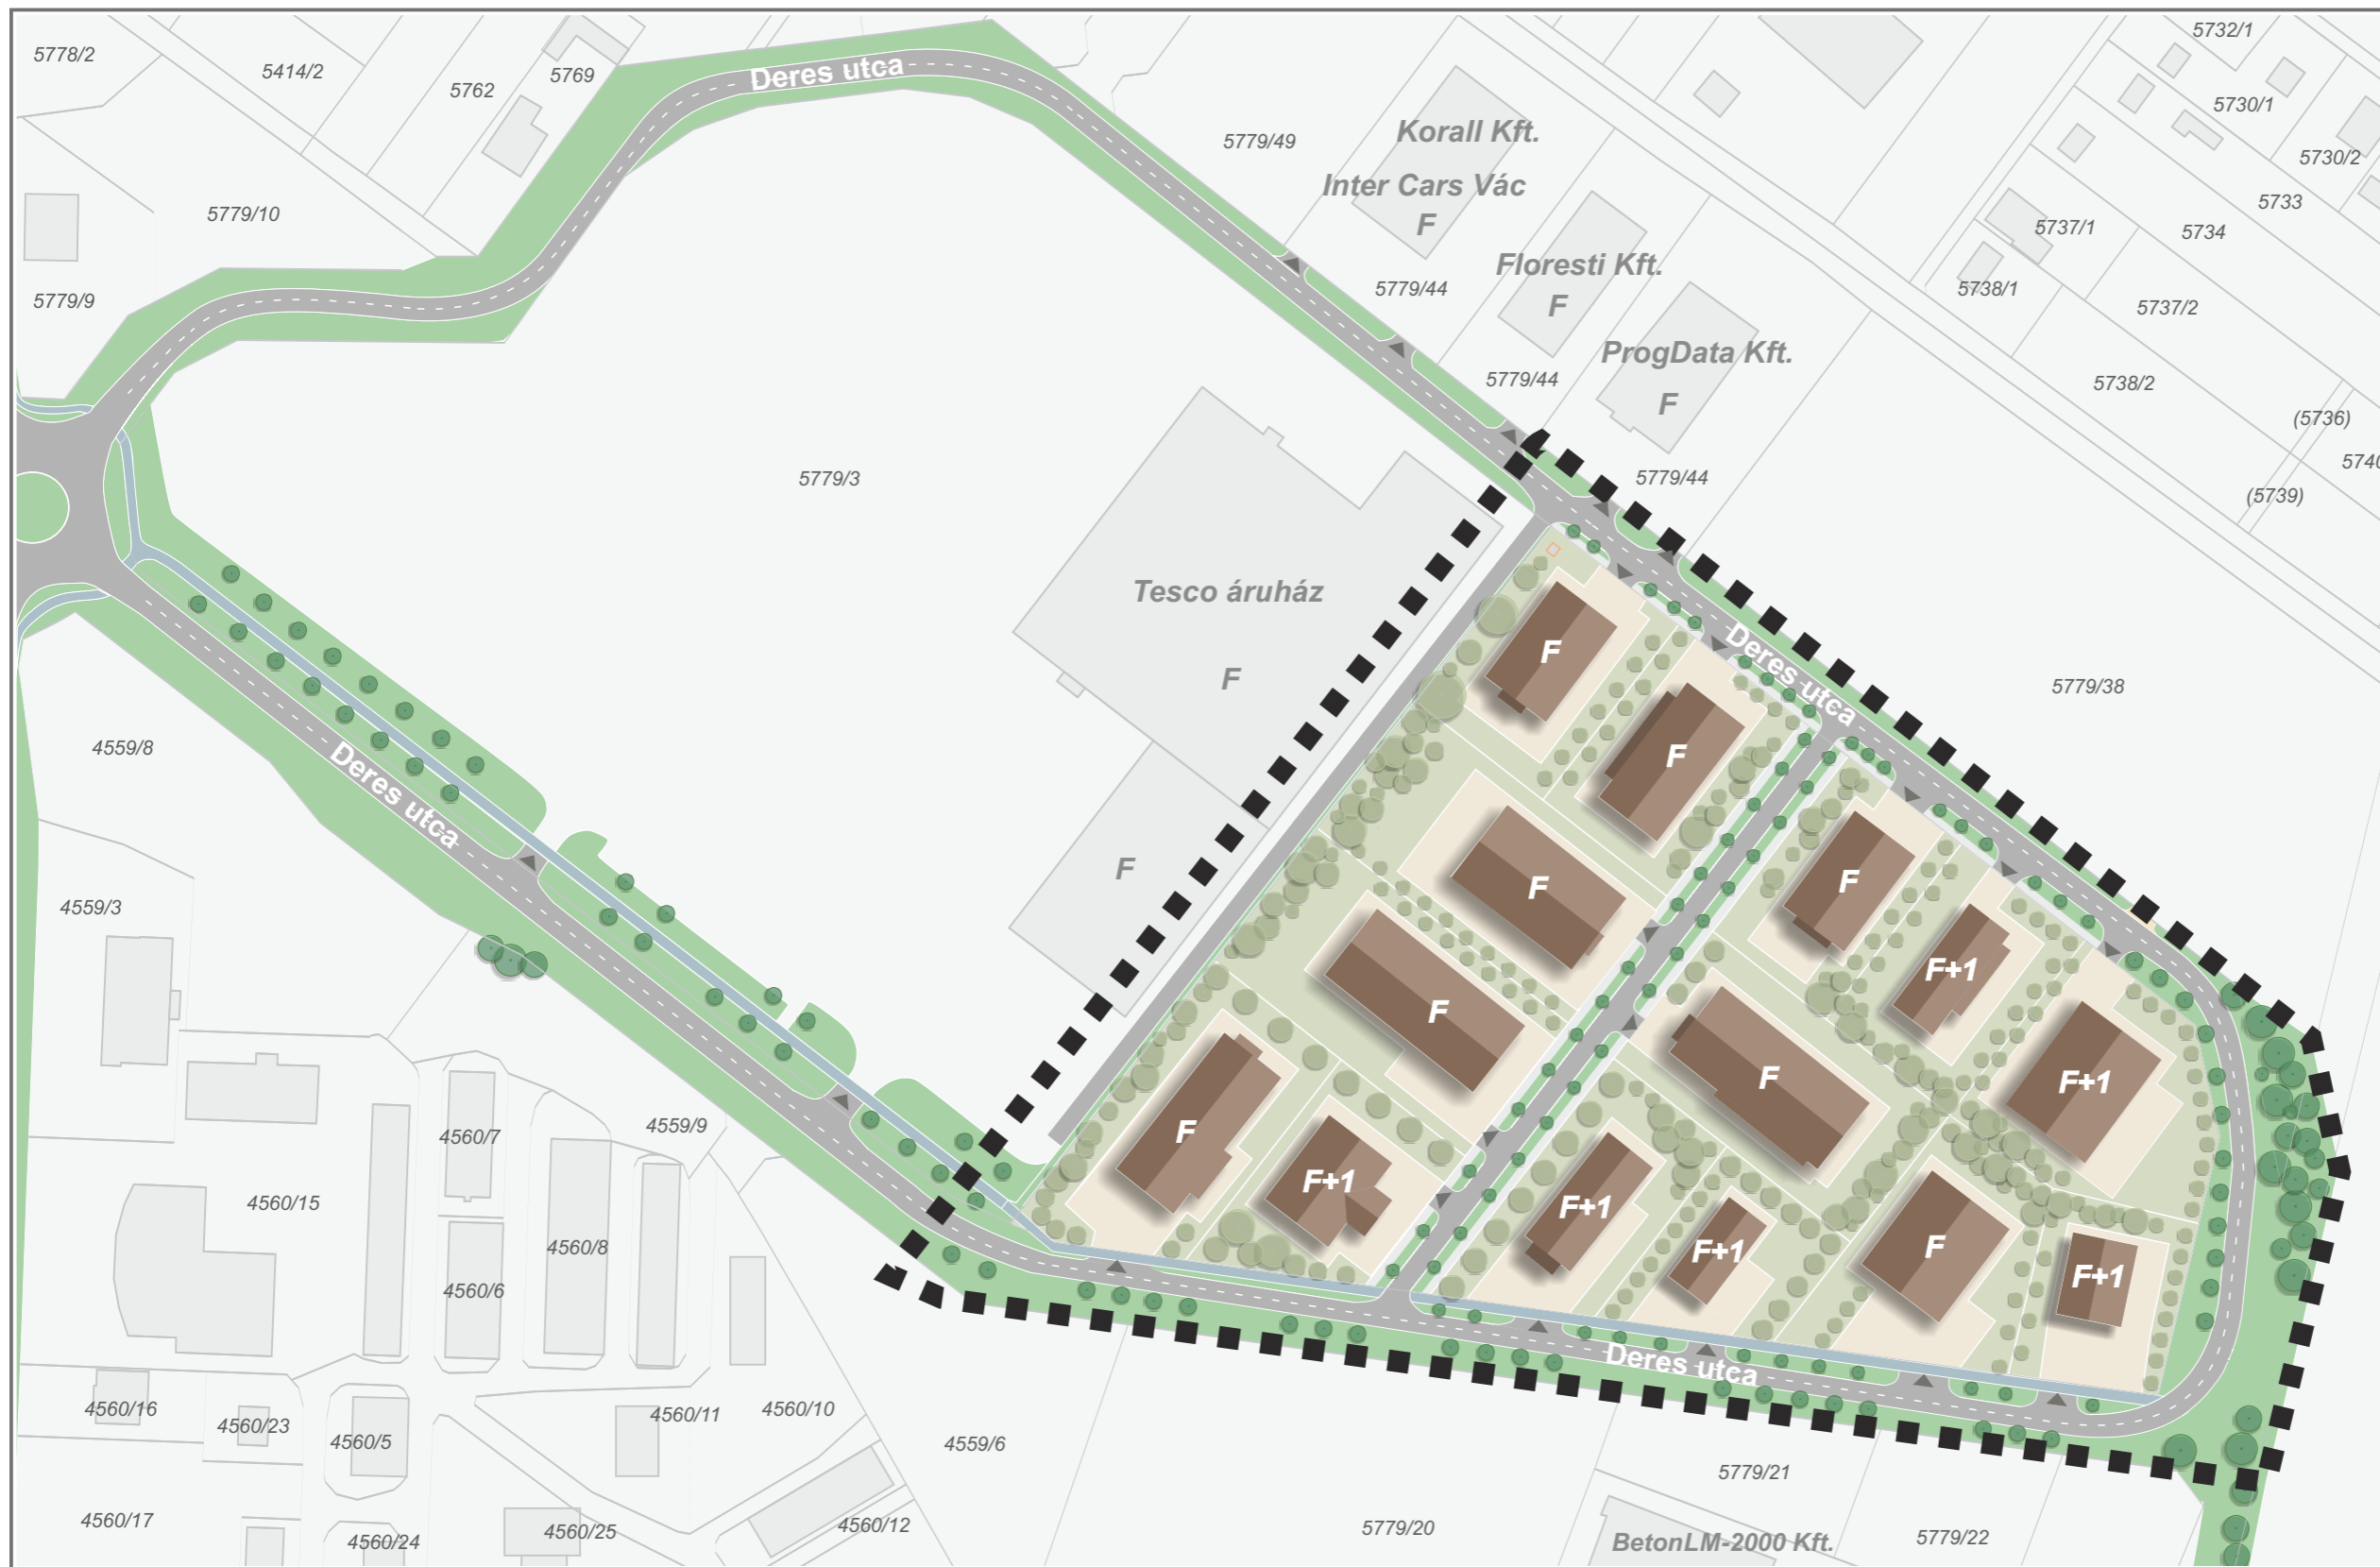 5778/2
5414/2
5762
5769
Deres utca
5732/1
5730/1
5730/2
5779/49
Korall Kft.
Inter Cars Vác
F
5733
5734
5737/1
5779/10
5779/9
5779/44
Floresti Kft.
F
5738/1
5737/2
5779/44
ProgData Kft.
F
5738/2
(5736)
(5739)
5779/3
5779/44
Tesco áruház
F
F
Deres utca
5779/38
4559/8
Deres utca
4559/3
F
F
F
F
F
F+1
F
F+1
F
F
F+1
F+1
F+1
F
F+1
4560/7
4559/9
4560/15
4560/8
4560/6
Deres utca
4560/16
4560/23
4560/5
4560/11
4560/10
4559/6
5779/21
4560/17
4560/24
4560/25
4560/12
5779/20
BetonLM-2000 Kft.
5779/22